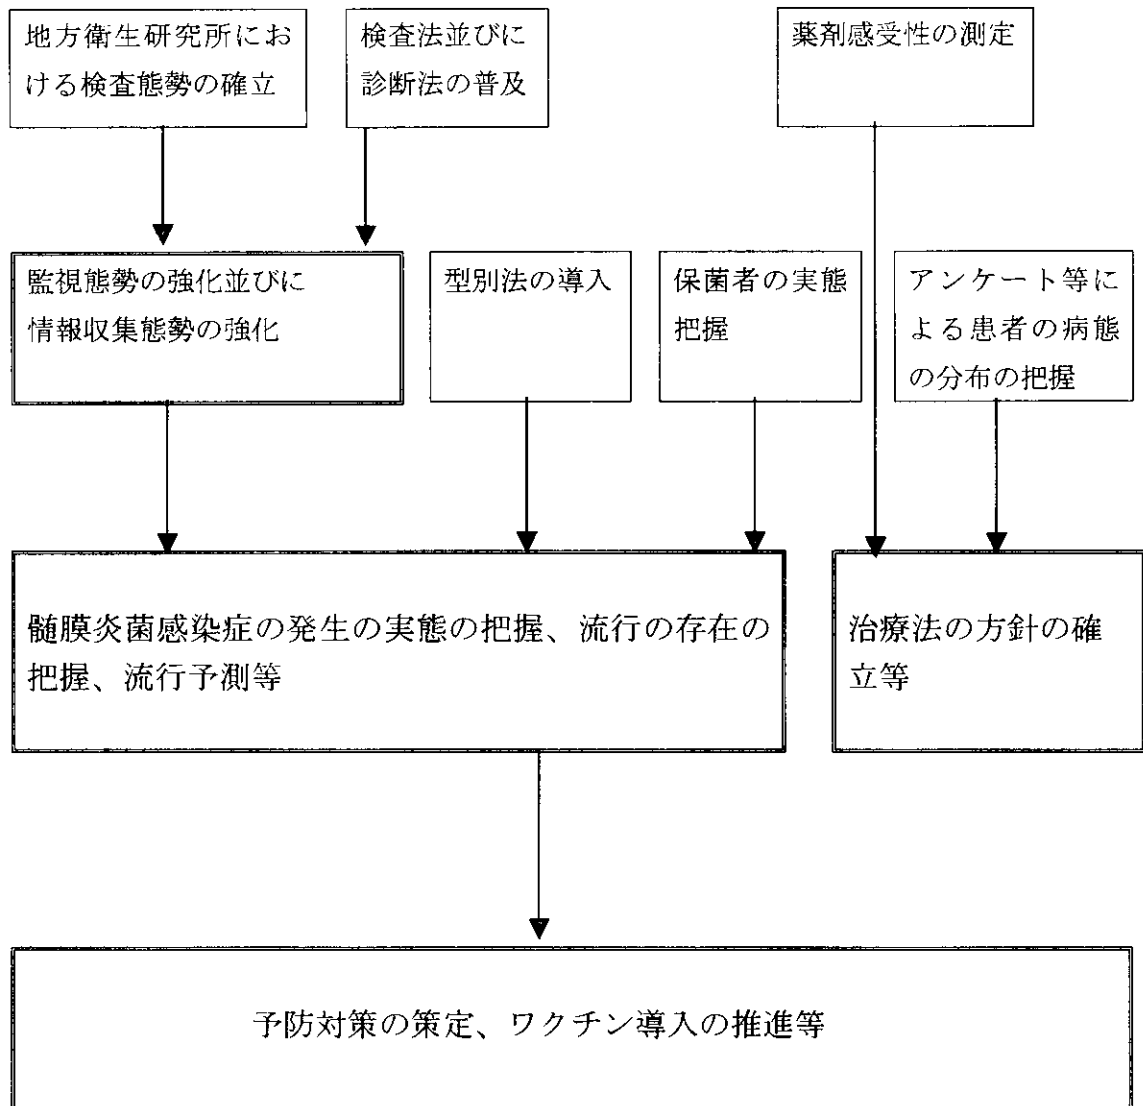 地方衛生研究所にお
ける検査態勢の確立
検査法並びに
診断法の普及
薬剤感受性の測定
監視態勢の強化並びに
情報収集態勢の強化
型別法の導入
保菌者の実態
把握
アンケート等に
よる患者の病態
の分布の把握
髄膜炎菌感染症の発生の実態の把握、流行の存在の
把握、流行予測等
治療法の方針の確
立等
予防対策の策定、ワクチン導入の推進等